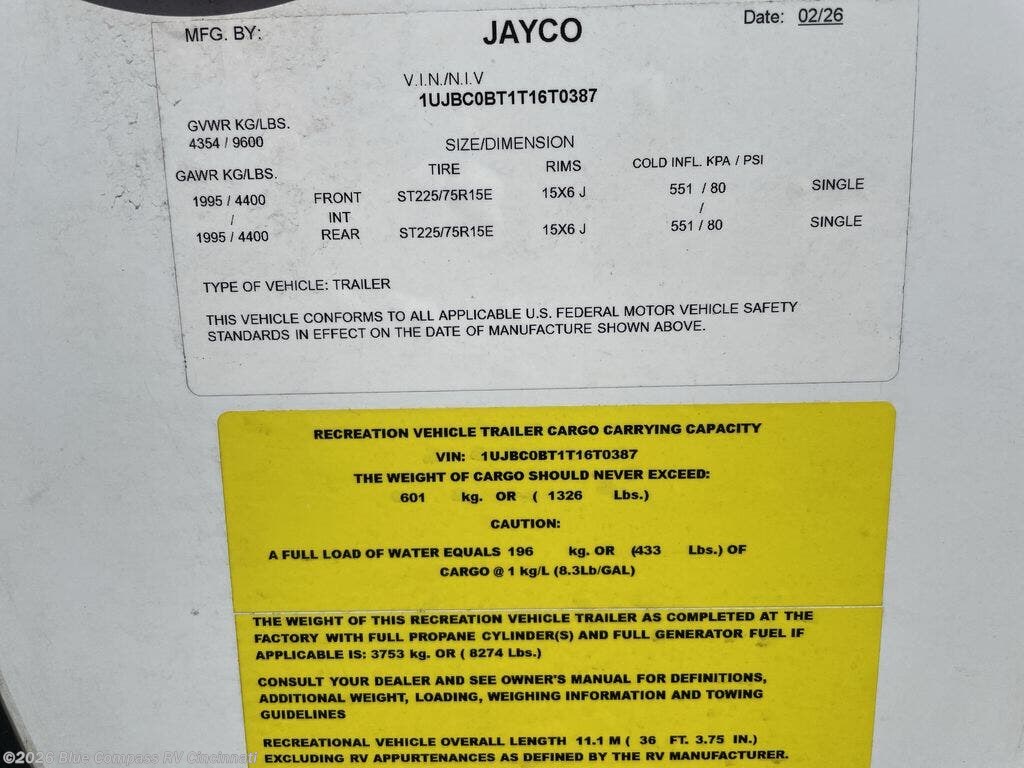 MFG. BY: JAYCO Date: 02/26
V.I.N./N.I.V
1UJBC0BT1T16T0387
GVWR KG/LBS.
4354 / 9600
SIZE/DIMENSION
GAWR KG/LBS. TIRE RIMS COLD INFL. KPA / PSI
1995 / 4400 FRONT ST225/75R15E 15X6 J 551 / 80 SINGLE
/ INT /
1995 / 4400 REAR ST225/75R15E 15X6 J 551 / 80 SINGLE
TYPE OF VEHICLE: TRAILER
THIS VEHICLE CONFORMS TO ALL APPLICABLE U.S. FEDERAL MOTOR VEHICLE SAFETY
STANDARDS IN EFFECT ON THE DATE OF MANUFACTURE SHOWN ABOVE.
RECREATION VEHICLE TRAILER CARGO CARRYING CAPACITY
VIN: 1UJBC0BT1T16T0387
THE WEIGHT OF CARGO SHOULD NEVER EXCEED:
601 kg. OR ( 1326 Lbs.)
CAUTION:
A FULL LOAD OF WATER EQUALS 196 kg. OR (433 Lbs.) OF
CARGO @ 1 kg/L (8.3Lb/GAL)
THE WEIGHT OF THIS RECREATION VEHICLE TRAILER AS COMPLETED AT THE
FACTORY WITH FULL PROPANE CYLINDER(S) AND FULL GENERATOR FUEL IF
APPLICABLE IS: 3753 kg. OR ( 8274 Lbs.)
CONSULT YOUR DEALER AND SEE OWNER'S MANUAL FOR DEFINITIONS,
ADDITIONAL WEIGHT, LOADING, WEIGHING INFORMATION AND TOWING
GUIDELINES
RECREATIONAL VEHICLE OVERALL LENGTH 11.1 M ( 36 FT. 3.75 IN.)
EXCLUDING RV APPURTENANCES AS DEFINED BY THE RV MANUFACTURER.
©2026 Blue Compass RV Cincinnati